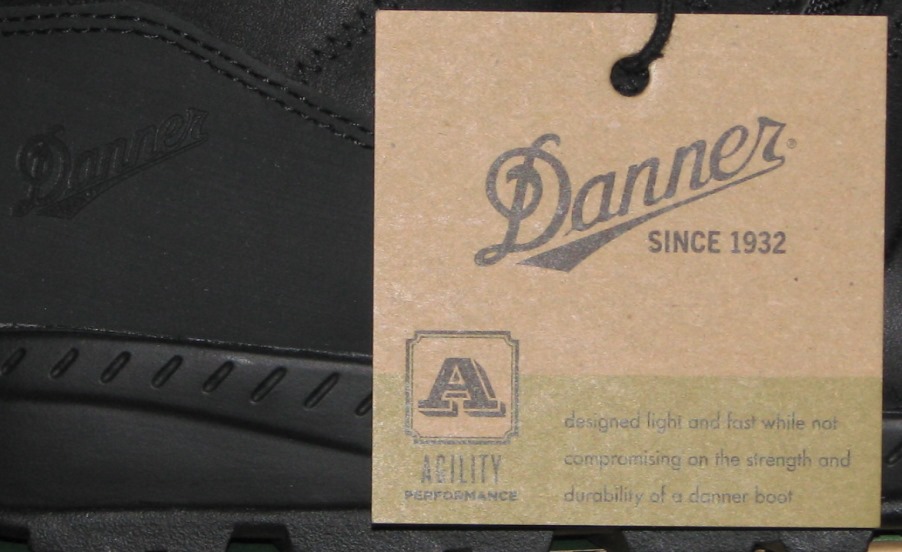 Danner
Danner®
SINCE 1932
A
AGILITY
PERFORMANCE
designed light and fast while not
compromising on the strength and
durability of a danner boot